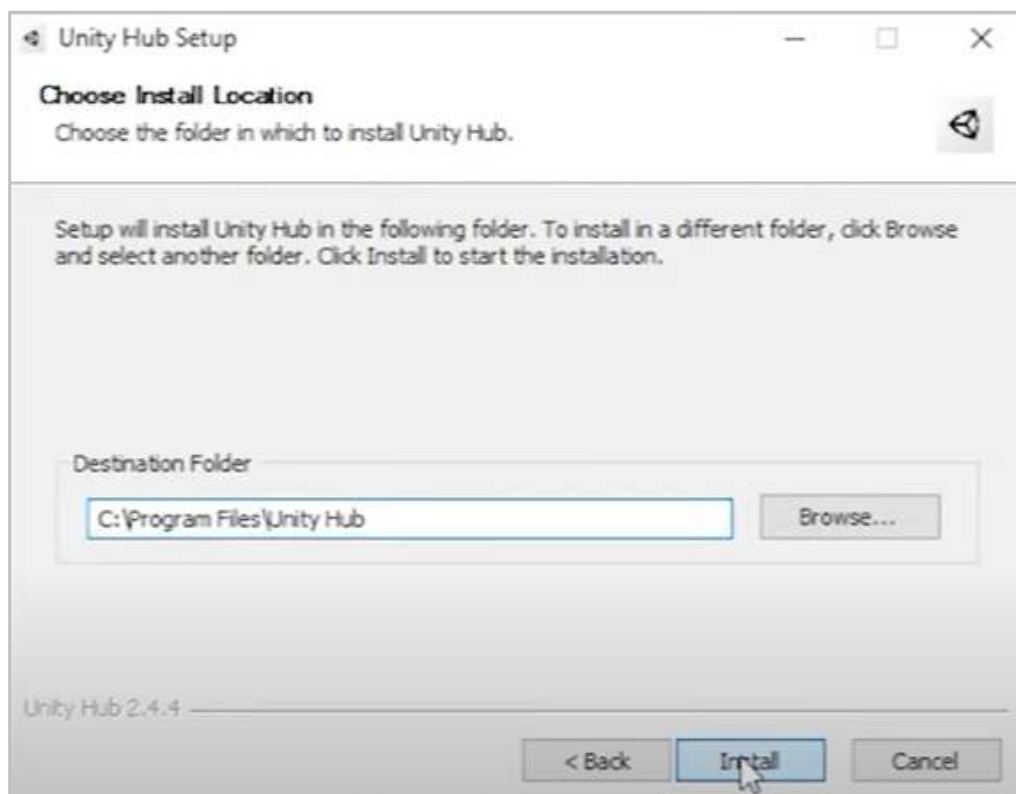 Unity Hub Setup
Choose Install Location
Choose the folder in which to install Unity Hub.
Setup will install Unity Hub in the following folder. To install in a different folder, click Browse
and select another folder. Click Install to start the installation.
Destination Folder
C:\Program Files\Unity Hub
Browse...
Unity Hub 2.4.4
< Back
Install
Cancel